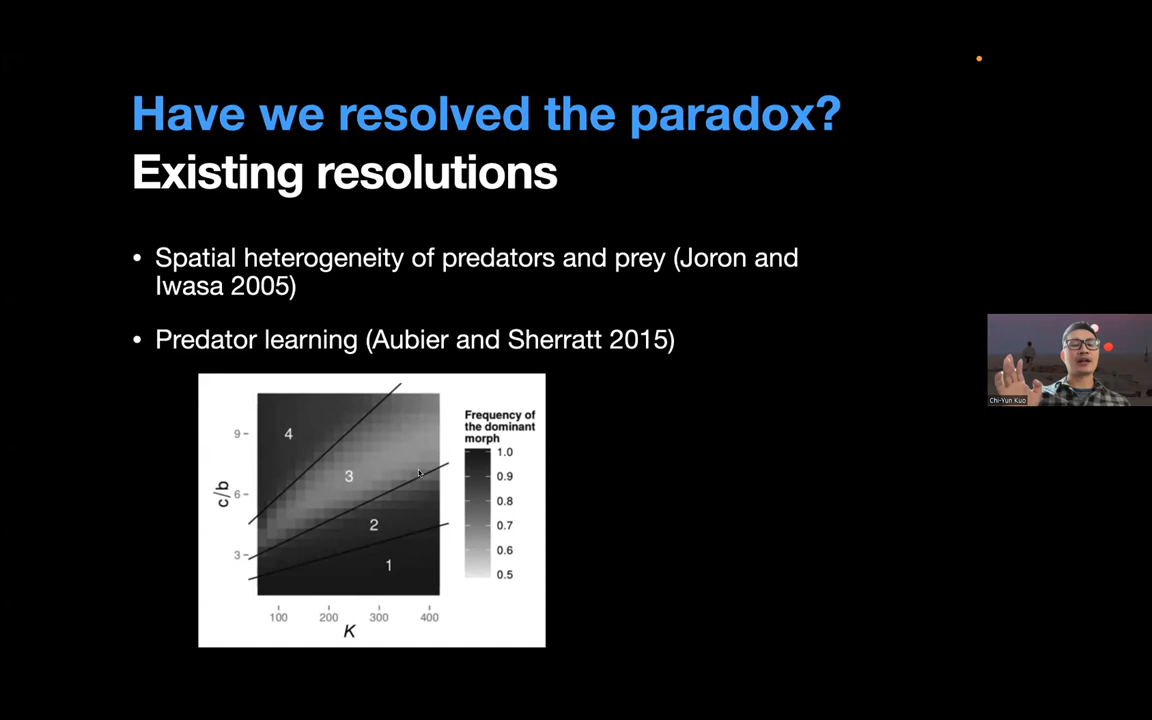 Have we resolved the paradox?
Existing resolutions
• Spatial heterogeneity of predators and prey (Joron and
Iwasa 2005)
• Predator learning (Aubier and Sherratt 2015)
Frequency of
the dominant
morph
1.0
0.9
0.8
0.7
0.6
0.5
c/b
9
6
3
4
3
2
1
100 200 300 400
K
Chi-Yun Kuo